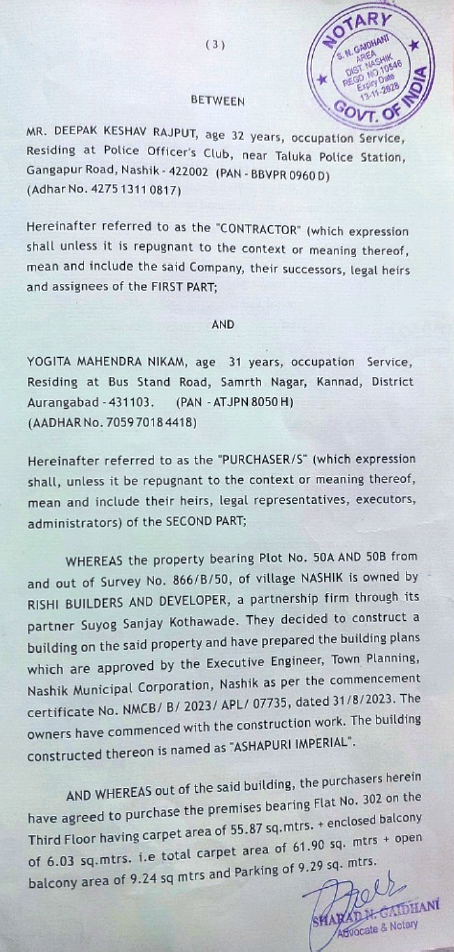 NOTARY
S. N. GAIDHANI
AREA
DIST. NASHIK
REGD. NO. 10546
Expiry Date
13-11-2028
GOVT. OF INDIA
( 3 )
BETWEEN
MR. DEEPAK KESHAV RAJPUT, age 32 years, occupation Service,
Residing at Police Officer's Club, near Taluka Police Station,
Gangapur Road, Nashik - 422002 (PAN - BBVPR 0960 D)
(Adhar No. 4275 1311 0817)
Hereinafter referred to as the "CONTRACTOR" (which expression
shall unless it is repugnant to the context or meaning thereof,
mean and include the said Company, their successors, legal heirs
and assignees of the FIRST PART;
AND
YOGITA MAHENDRA NIKAM, age 31 years, occupation Service,
Residing at Bus Stand Road, Samrth Nagar, Kannad, District
Aurangabad - 431103. (PAN - ATJPN 8050 H)
(AADHAR No. 7059 7018 4418)
Hereinafter referred to as the "PURCHASER/S" (which expression
shall, unless it be repugnant to the context or meaning thereof,
mean and include their heirs, legal representatives, executors,
administrators) of the SECOND PART;
WHEREAS the property bearing Plot No. 50A AND 50B from
and out of Survey No. 866/B/50, of village NASHIK is owned by
RISHI BUILDERS AND DEVELOPER, a partnership firm through its
partner Suyog Sanjay Kothawade. They decided to construct a
building on the said property and have prepared the building plans
which are approved by the Executive Engineer, Town Planning,
Nashik Municipal Corporation, Nashik as per the commencement
certificate No. NMCB/ B/ 2023/ APL/ 07735, dated 31/8/2023. The
owners have commenced with the construction work. The building
constructed thereon is named as "ASHAPURI IMPERIAL".
AND WHEREAS out of the said building, the purchasers herein
have agreed to purchase the premises bearing Flat No. 302 on the
Third Floor having carpet area of 55.87 sq.mtrs. + enclosed balcony
of 6.03 sq.mtrs. i.e total carpet area of 61.90 sq. mtrs + open
balcony area of 9.24 sq mtrs and Parking of 9.29 sq. mtrs.
SHARAD N. GAIDHANI
Advocate & Notary